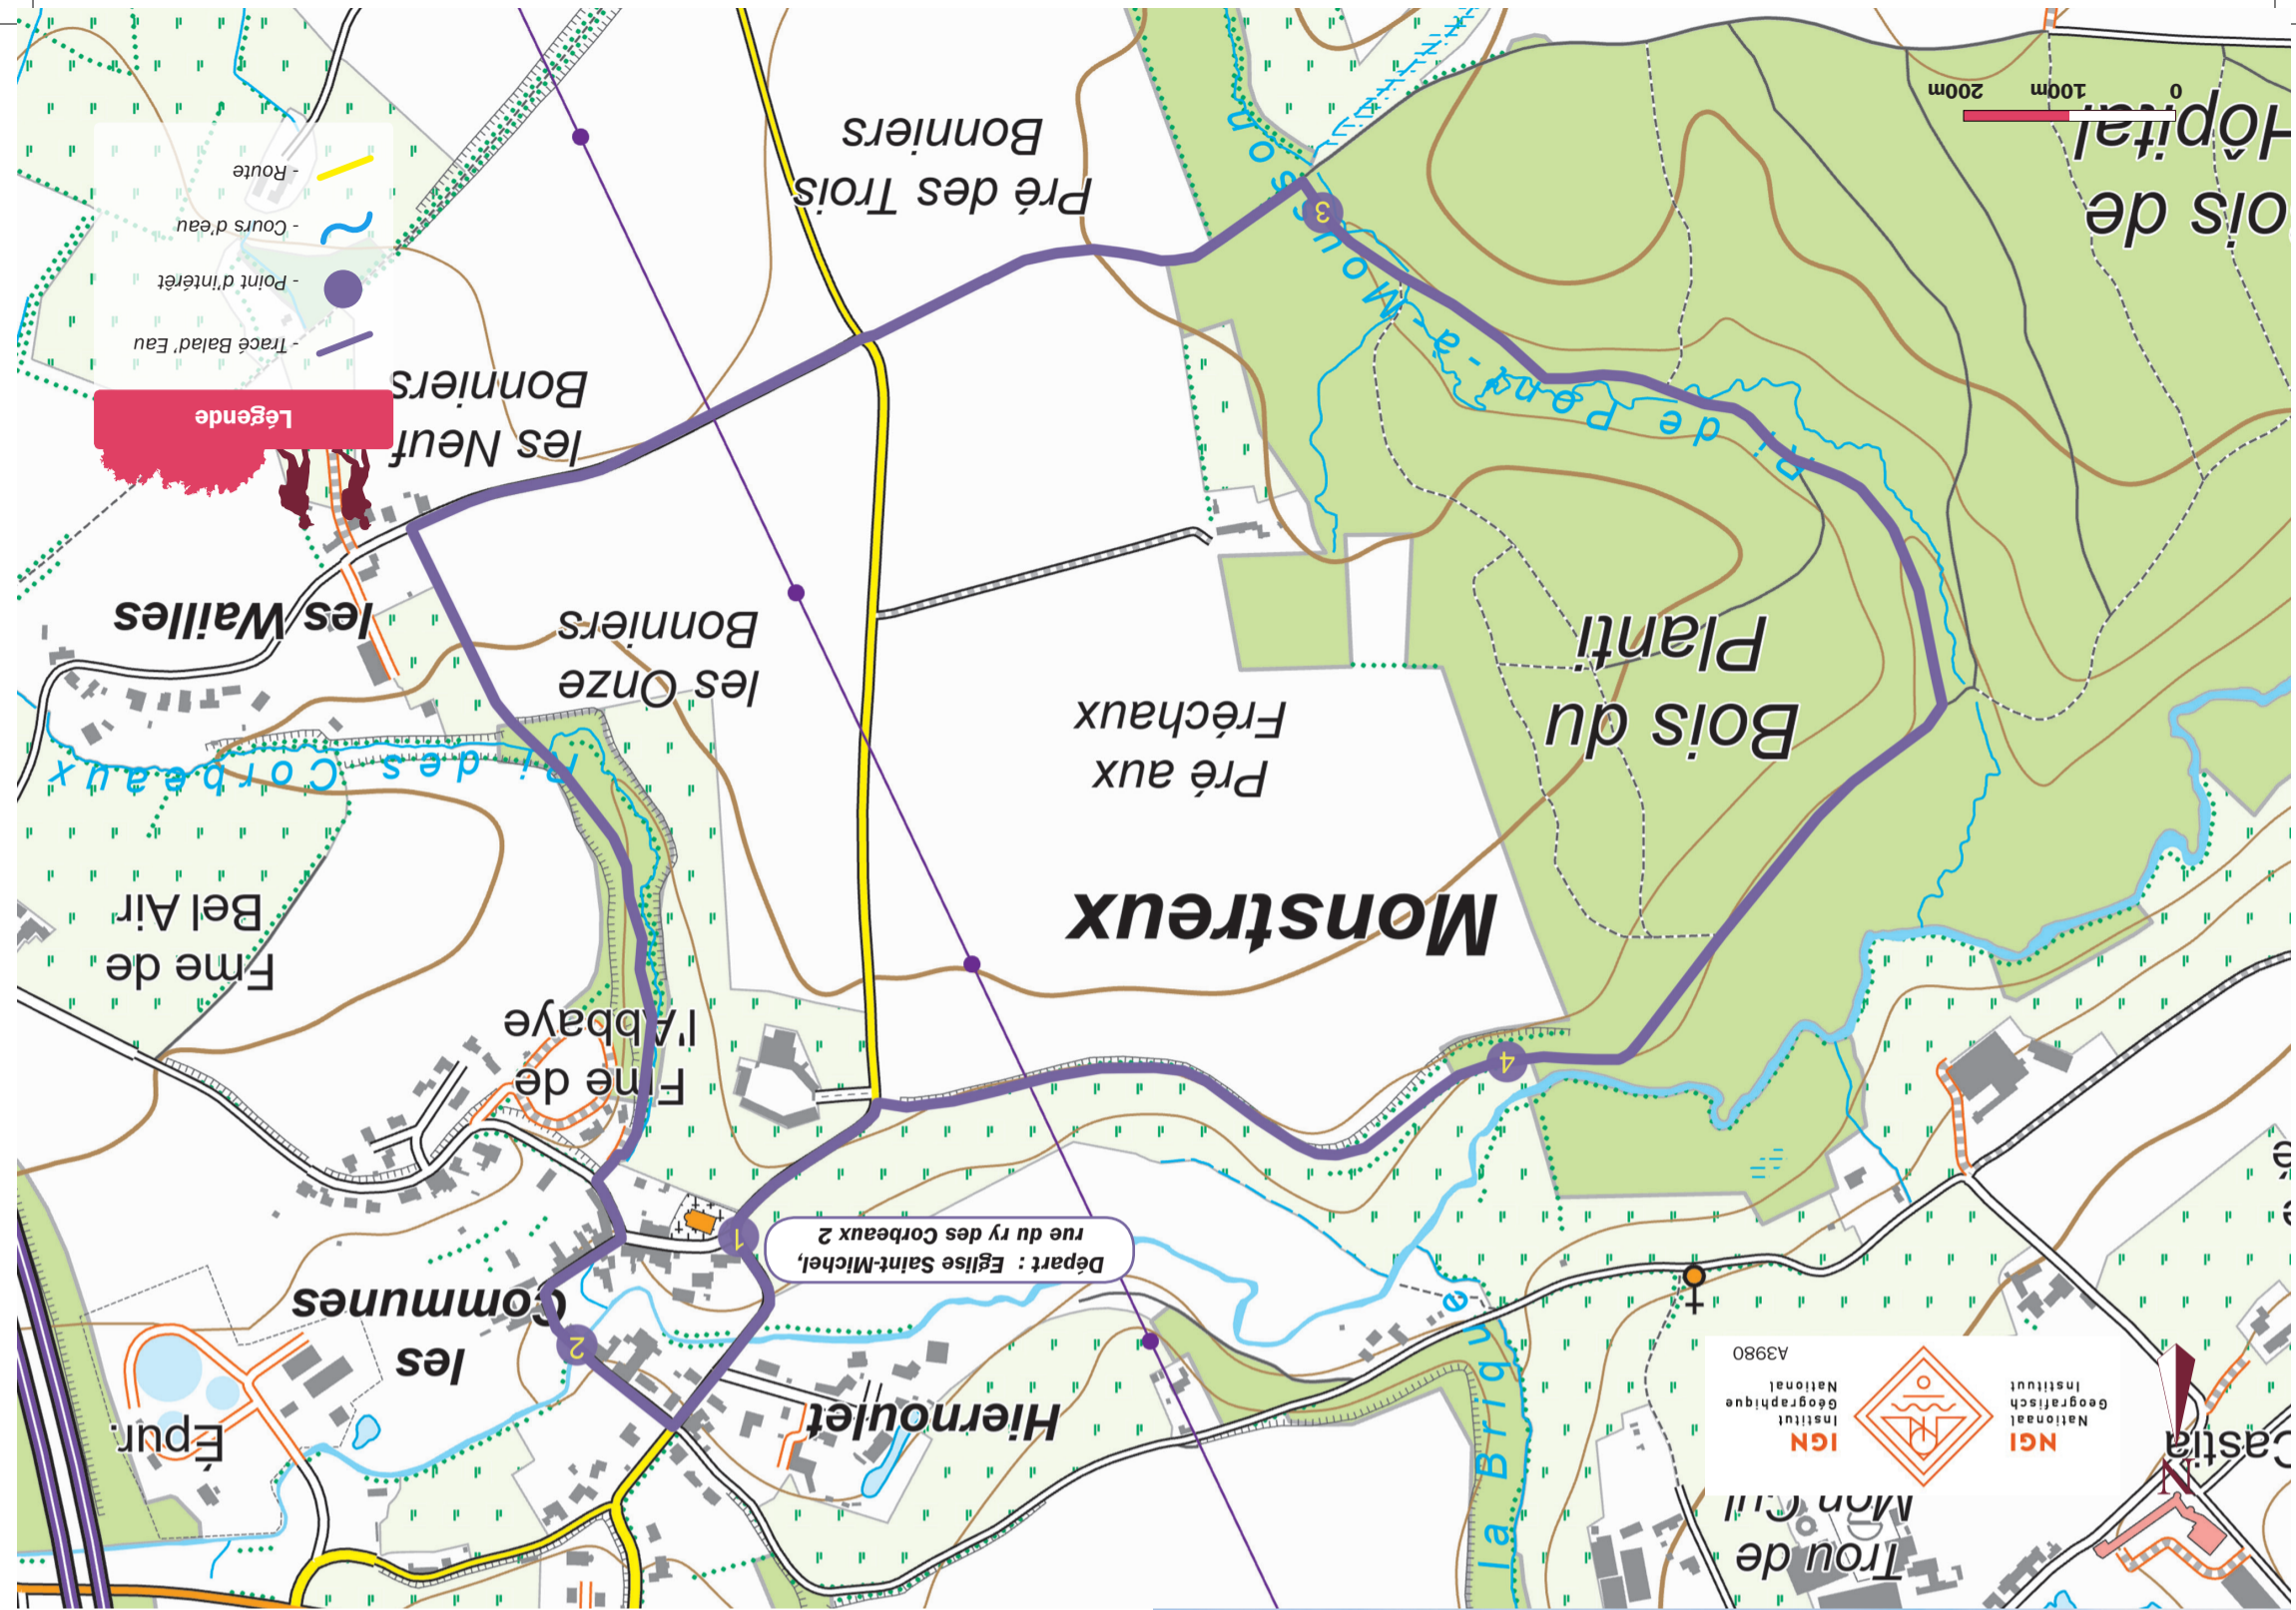 Trou de
Mon Cul
Castia
N
NGI
Nationaal
Geografisch
Instituut
IGN
Institut
Géographique
National
A3980
la Brique
Hiernoulet
Épur.
les
Communes
2
Départ : Eglise Saint-Michel,
rue du ry des Corbeaux 2
1
4
Fme de
l'Abbaye
Fme de
Bel Air
Monstreux
Pré aux
Fréchaux
Bois du
Planti
Ri des Corbeaux
les Onze
Bonniers
les Wailles
les Neuf
Bonniers
Ri de Pont-à-Mousson
3
Pré des Trois
Bonniers
Bois de
Hôpital
0 100m 200m
Légende
- Tracé Balad'Eau
- Point d'intérêt
- Cours d'eau
- Route